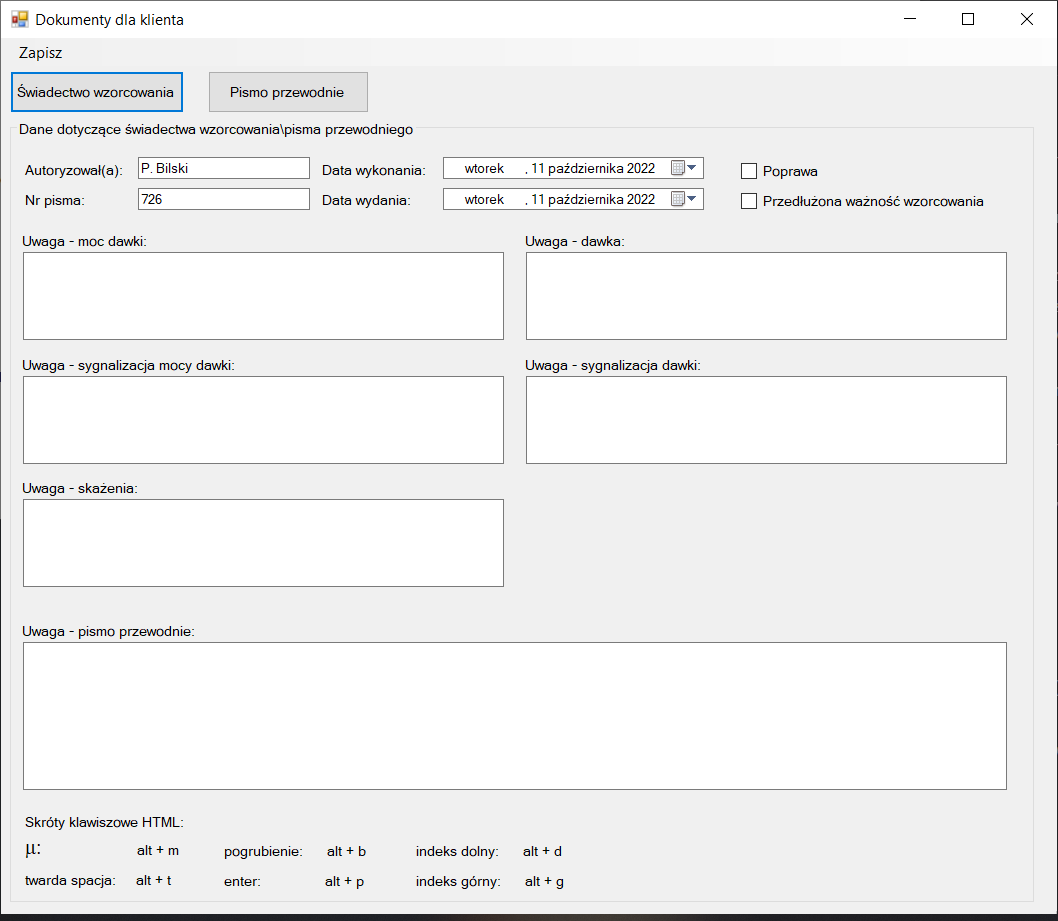 Dokumenty dla klienta
Zapisz
Świadectwo wzorcowania Pismo przewodnie
Dane dotyczące świadectwa wzorcowania\pisma przewodniego
Autoryzował(a): P. Bilski Data wykonania: wtorek , 11 października 2022 Poprawa
Nr pisma: 726 Data wydania: wtorek , 11 października 2022 Przedłużona ważność wzorcowania
Uwaga - moc dawki: Uwaga - dawka:
Uwaga - sygnalizacja mocy dawki: Uwaga - sygnalizacja dawki:
Uwaga - skażenia:
Uwaga - pismo przewodnie:
Skróty klawiszowe HTML:
μ: alt + m pogrubienie: alt + b indeks dolny: alt + d
twarda spacja: alt + t enter: alt + p indeks górny: alt + g